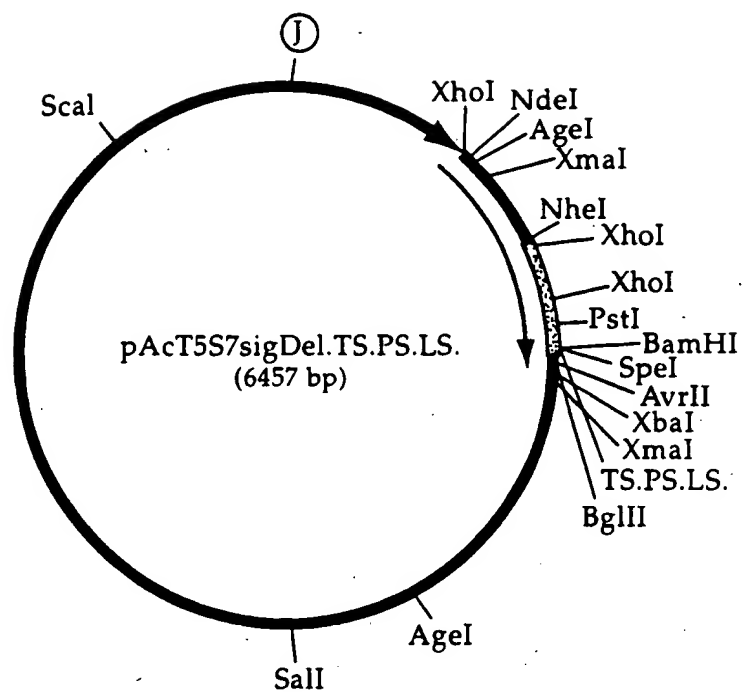 J
ScaI
XhoI
NdeI
AgeI
XmaI
NheI
XhoI
XhoI
PstI
BamHI
SpeI
AvrII
XbaI
XmaI
TS.PS.LS.
BglII
pAcT5S7sigDel.TS.PS.LS.
(6457 bp)
AgeI
SalI